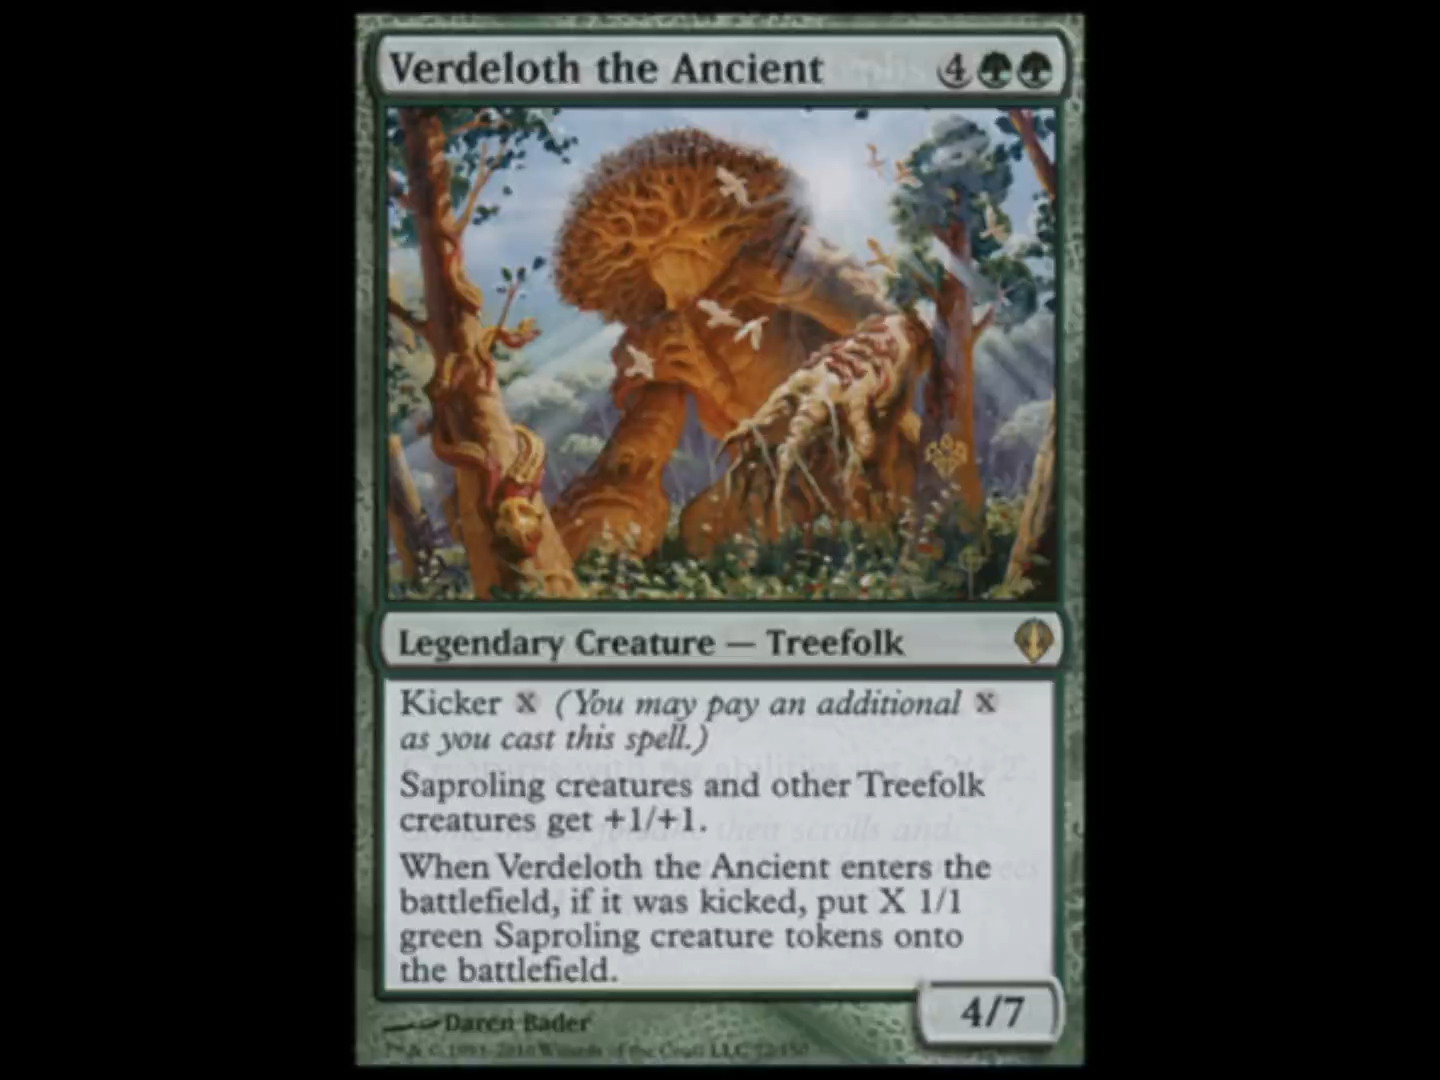 Verdeloth the Ancient 4
Legendary Creature — Treefolk
Kicker X (You may pay an additional X
as you cast this spell.)
Saproling creatures and other Treefolk
creatures get +1/+1.
When Verdeloth the Ancient enters the
battlefield, if it was kicked, put X 1/1
green Saproling creature tokens onto
the battlefield.
4/7
Daren Bader